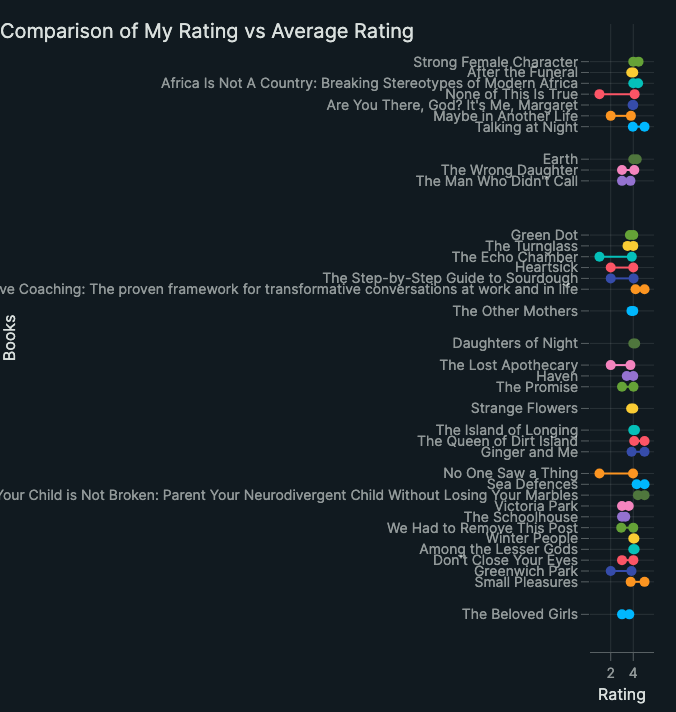 Comparison of My Rating vs Average Rating
Strong Female Character
After the Funeral
Africa Is Not A Country: Breaking Stereotypes of Modern Africa
None of This Is True
Are You There, God? It's Me, Margaret
Maybe in Another Life
Talking at Night
Earth
The Wrong Daughter
The Man Who Didn't Call
Green Dot
The Turnglass
The Echo Chamber
Heartsick
The Step-by-Step Guide to Sourdough
ve Coaching: The proven framework for transformative conversations at work and in life
The Other Mothers
Books
Daughters of Night
The Lost Apothecary
Haven
The Promise
Strange Flowers
The Island of Longing
The Queen of Dirt Island
Ginger and Me
No One Saw a Thing
Sea Defences
Your Child is Not Broken: Parent Your Neurodivergent Child Without Losing Your Marbles
Victoria Park
The Schoolhouse
We Had to Remove This Post
Winter People
Among the Lesser Gods
Don't Close Your Eyes
Greenwich Park
Small Pleasures
The Beloved Girls
2 4
Rating